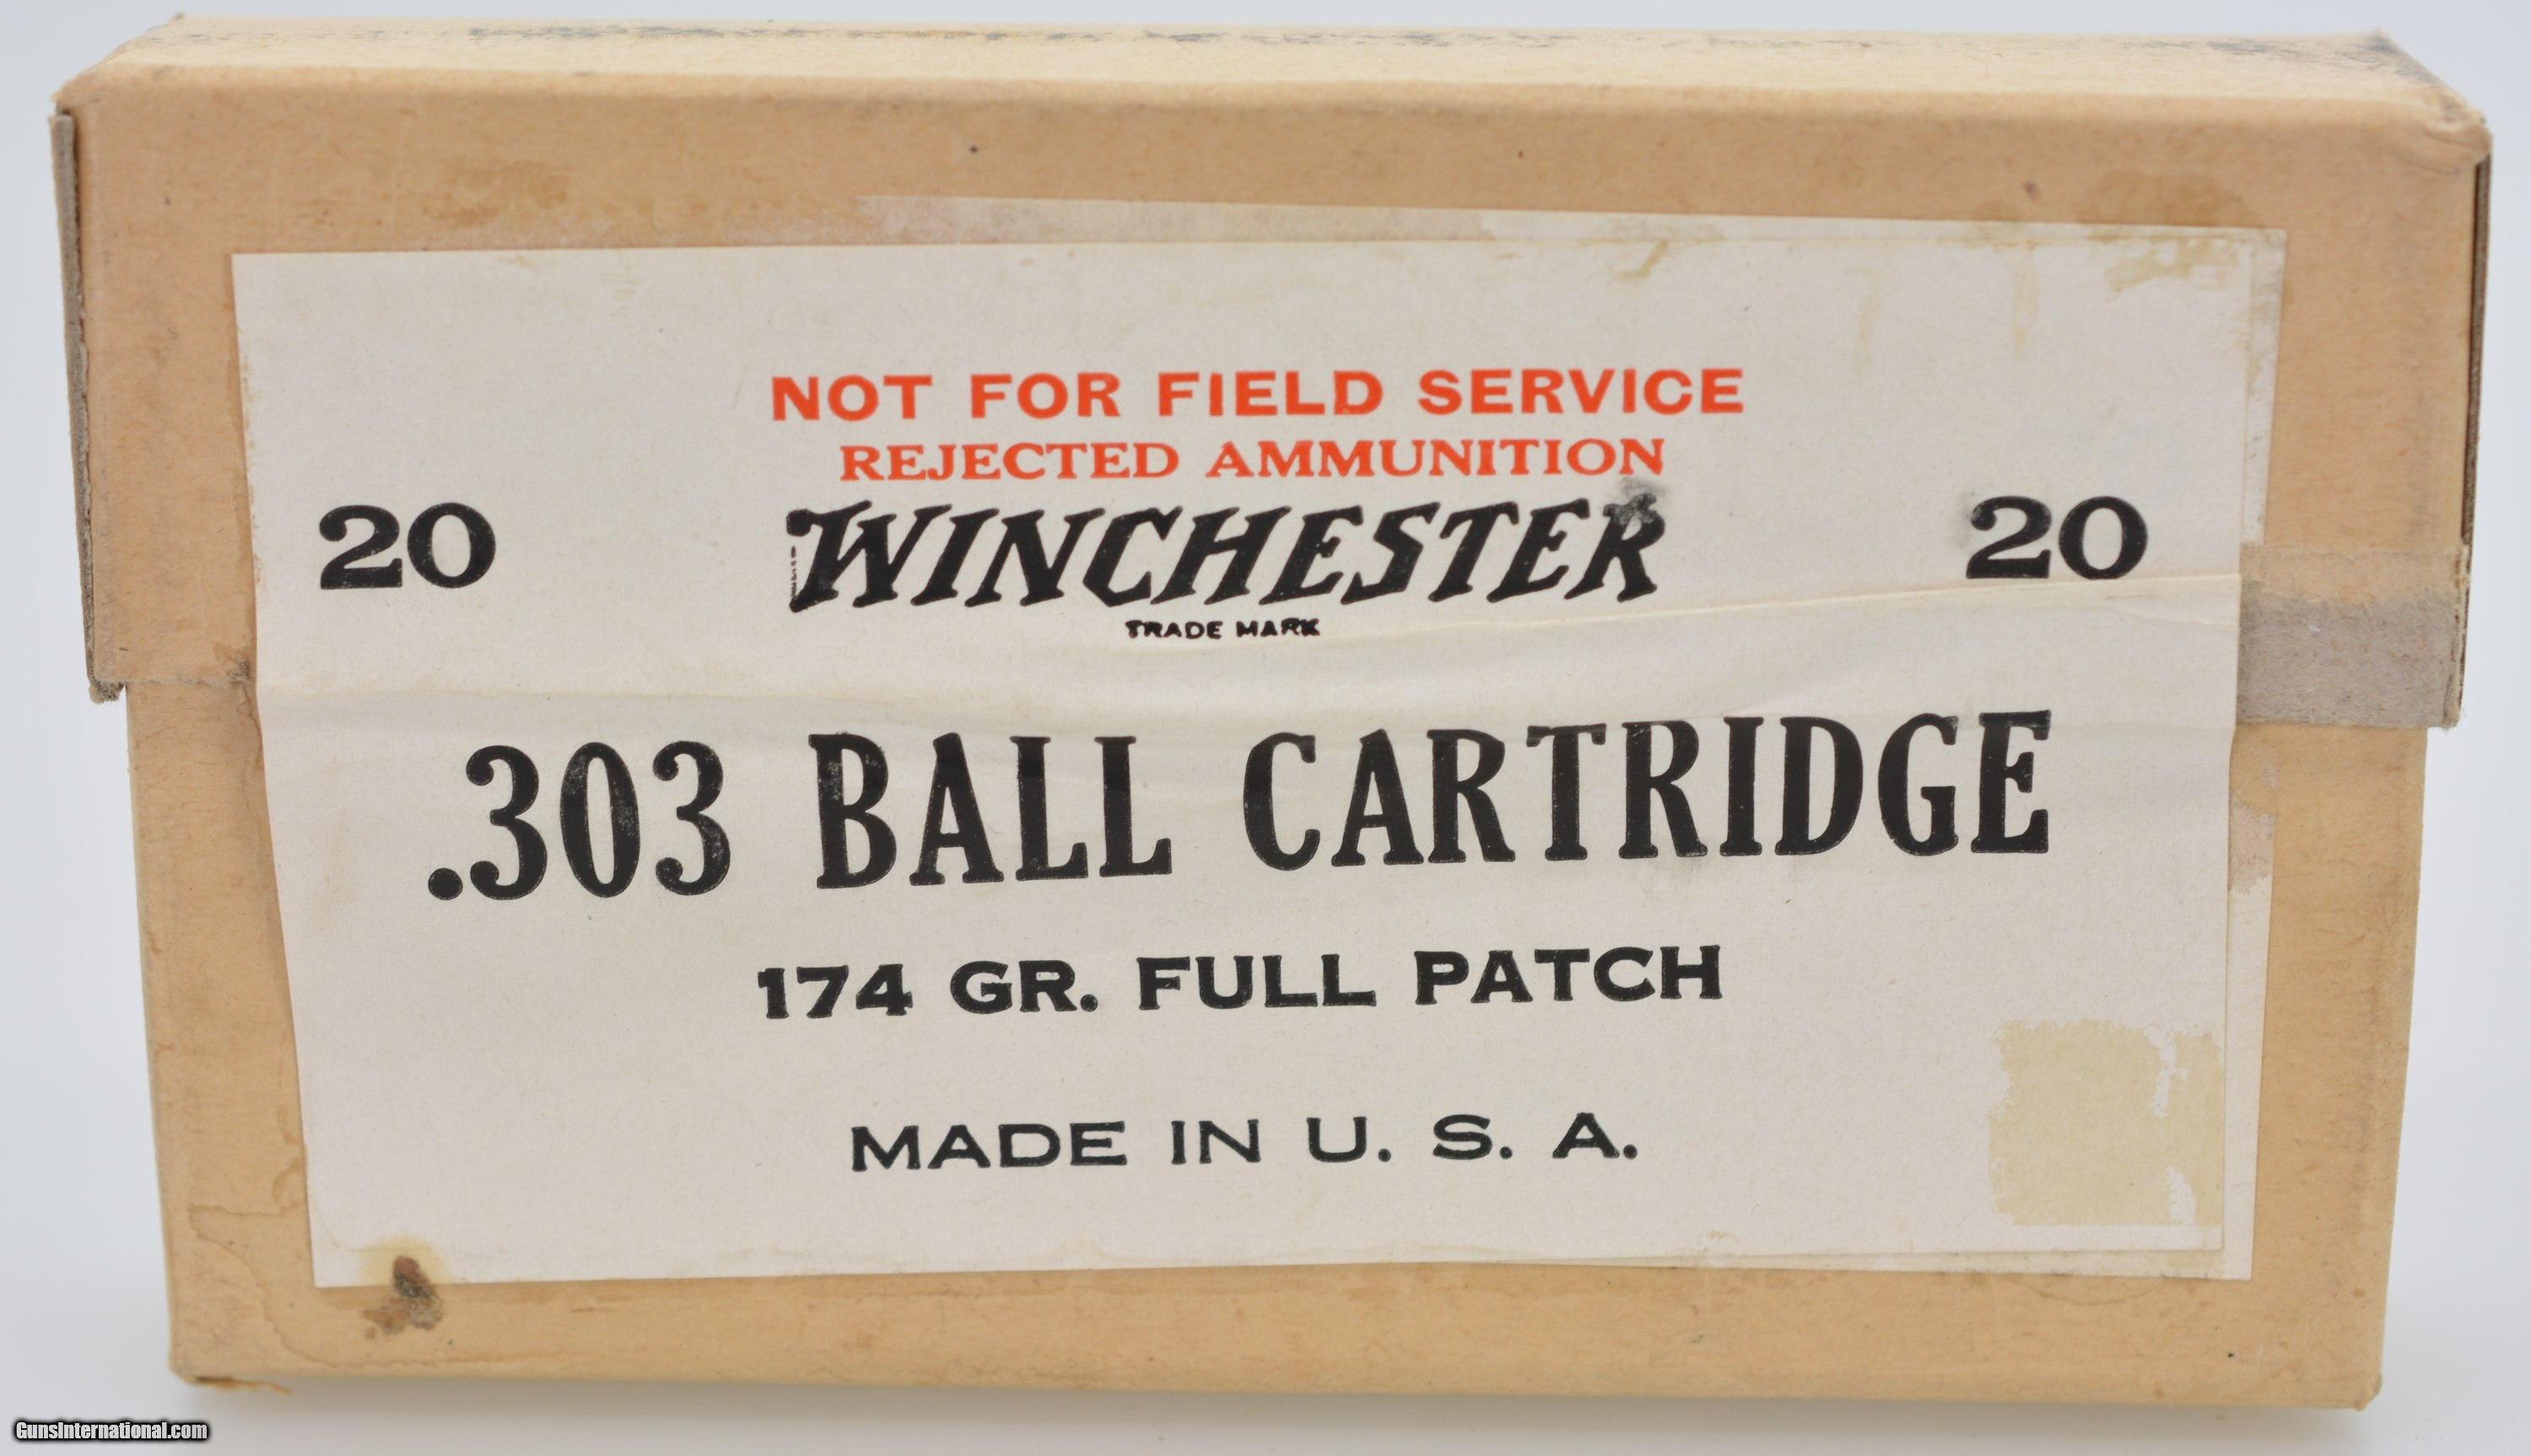 NOT FOR FIELD SERVICE
REJECTED AMMUNITION
20 WINCHESTER 20
TRADE MARK
.303 BALL CARTRIDGE
174 GR. FULL PATCH
MADE IN U. S. A.
GunsInternational.com